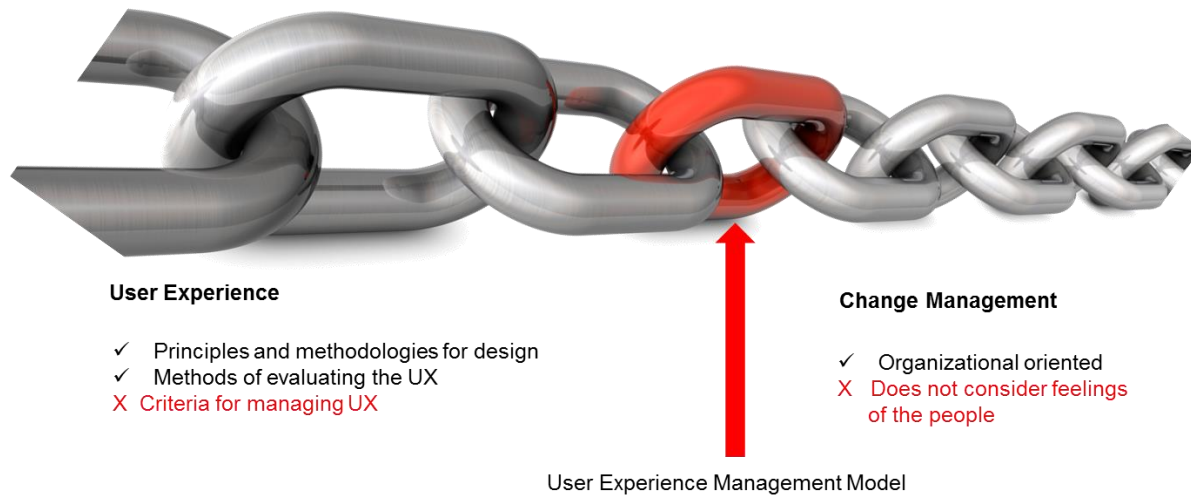 User Experience
✓ Principles and methodologies for design
✓ Methods of evaluating the UX
X Criteria for managing UX
Change Management
✓ Organizational oriented
X Does not consider feelings
of the people
User Experience Management Model